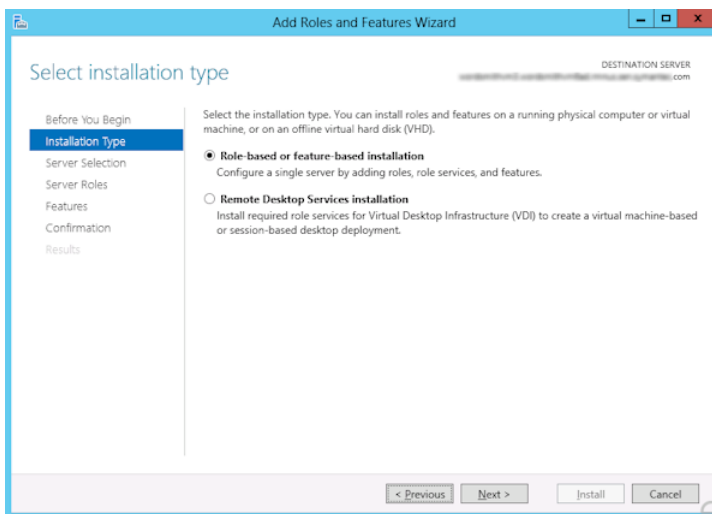 Add Roles and Features Wizard
Select installation type
DESTINATION SERVER
.com
Before You Begin
Installation Type
Server Selection
Server Roles
Features
Confirmation
Results
Select the installation type. You can install roles and features on a running physical computer or virtual
machine, or on an offline virtual hard disk (VHD).
Role-based or feature-based installation
Configure a single server by adding roles, role services, and features.
Remote Desktop Services installation
Install required role services for Virtual Desktop Infrastructure (VDI) to create a virtual machine-based
or session-based desktop deployment.
< Previous
Next >
Install
Cancel